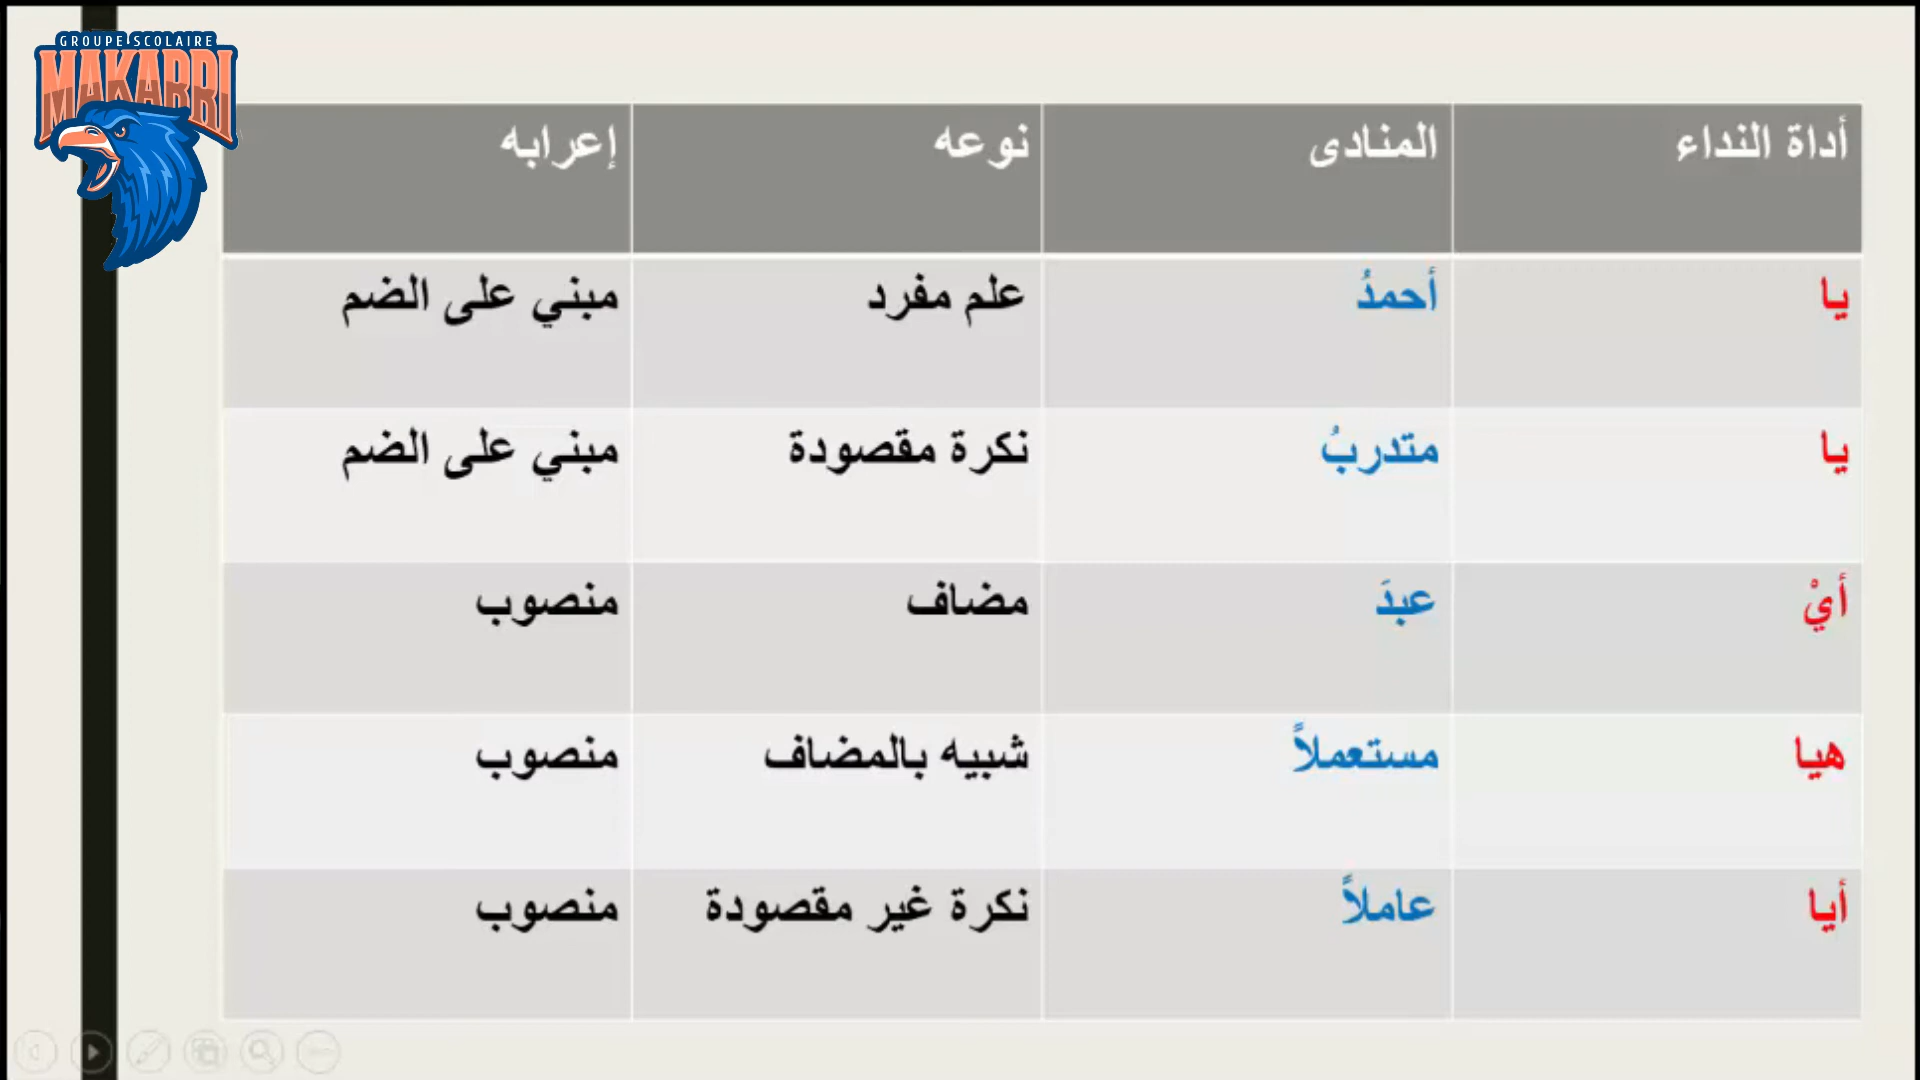 GROUPE SCOLAIRE
MAKARRI
أداة النداء المنادى نوعه إعرابه
يا أحمدُ علم مفرد مبني على الضم
يا متدربُ نكرة مقصودة مبني على الضم
أيْ عبدَ مضاف منصوب
هيا مستعملاً شبيه بالمضاف منصوب
أيا عاملاً نكرة غير مقصودة منصوب